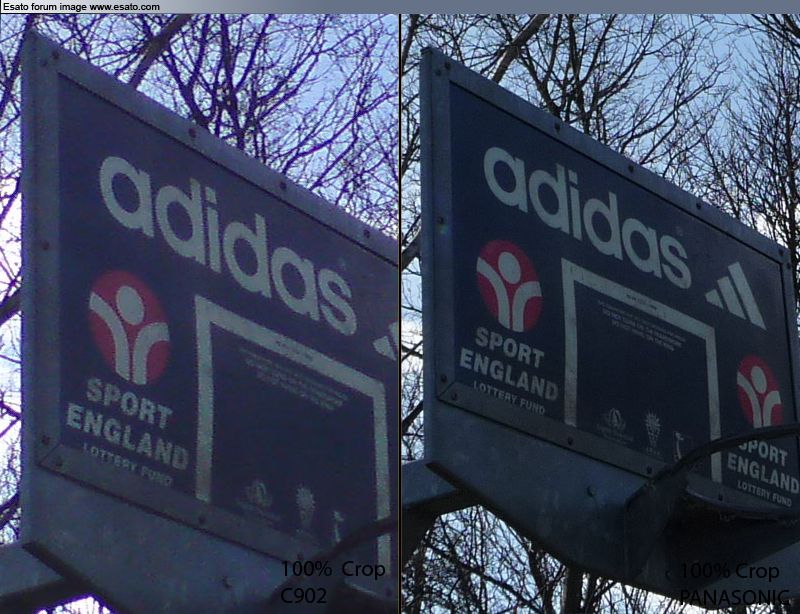 Esato forum image www.esato.com
adidas
SPORT
ENGLAND
LOTTERY FUND
100% Crop
C902
adidas
SPORT
ENGLAND
LOTTERY FUND
SPORT
ENGLAND
LOTTERY FUND
100% Crop
PANASONIC